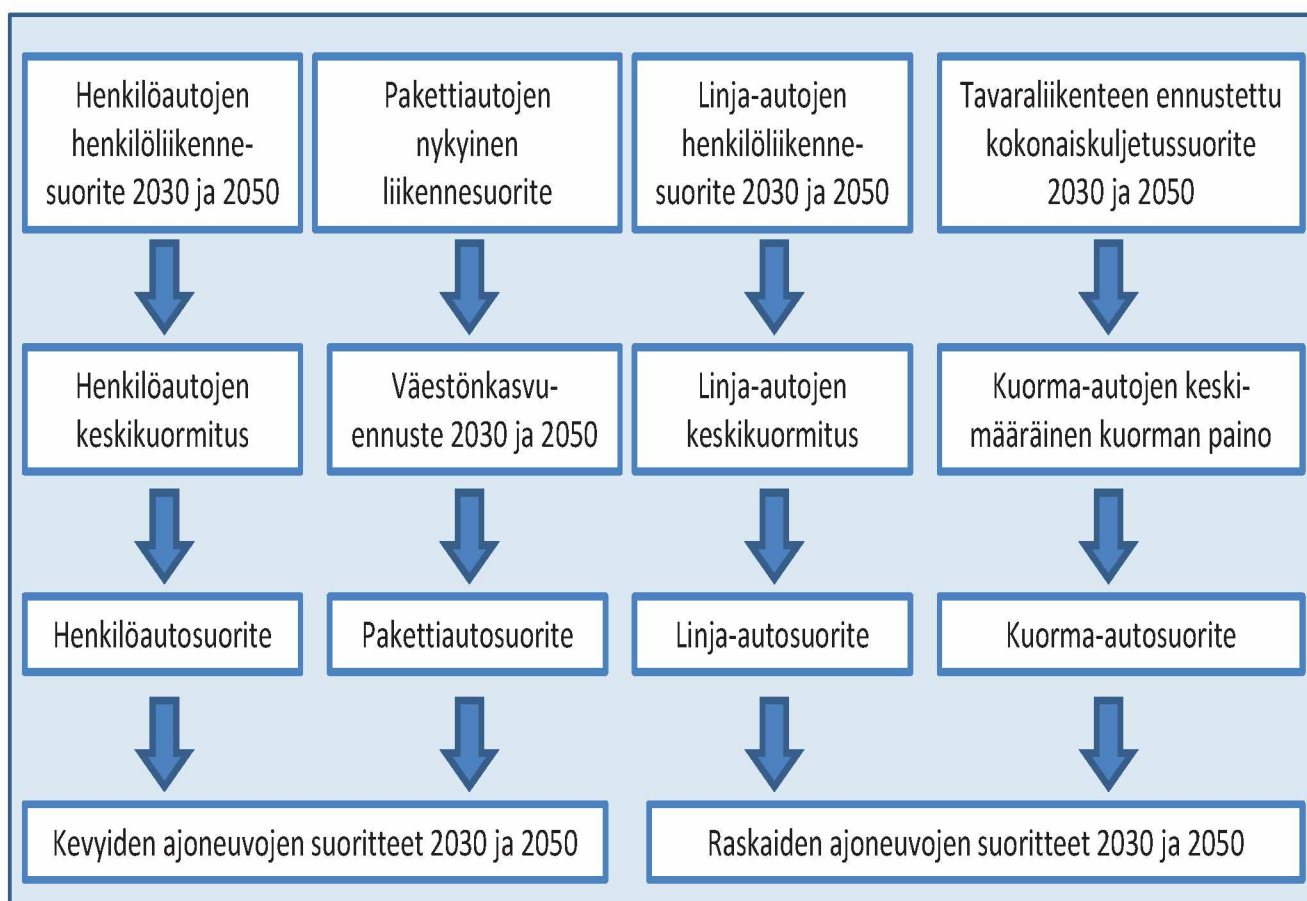 Henkilöautojen
henkilöliikenne-
suorite 2030 ja 2050
Pakettiautojen
nykyinen
liikennesuorite
Linja-autojen
henkilöliikenne-
suorite 2030 ja 2050
Tavaraliikenteen ennustettu
kokonaiskuljetussuorite
2030 ja 2050
Henkilöautojen
keskikuormitus
Väestönkasvu-
ennuste 2030 ja 2050
Linja-autojen
keskikuormitus
Kuorma-autojen keski-
määräinen kuorman paino
Henkilöautosuorite
Pakettiautosuorite
Linja-autosuorite
Kuorma-autosuorite
Kevyiden ajoneuvojen suoritteet 2030 ja 2050
Raskaiden ajoneuvojen suoritteet 2030 ja 2050